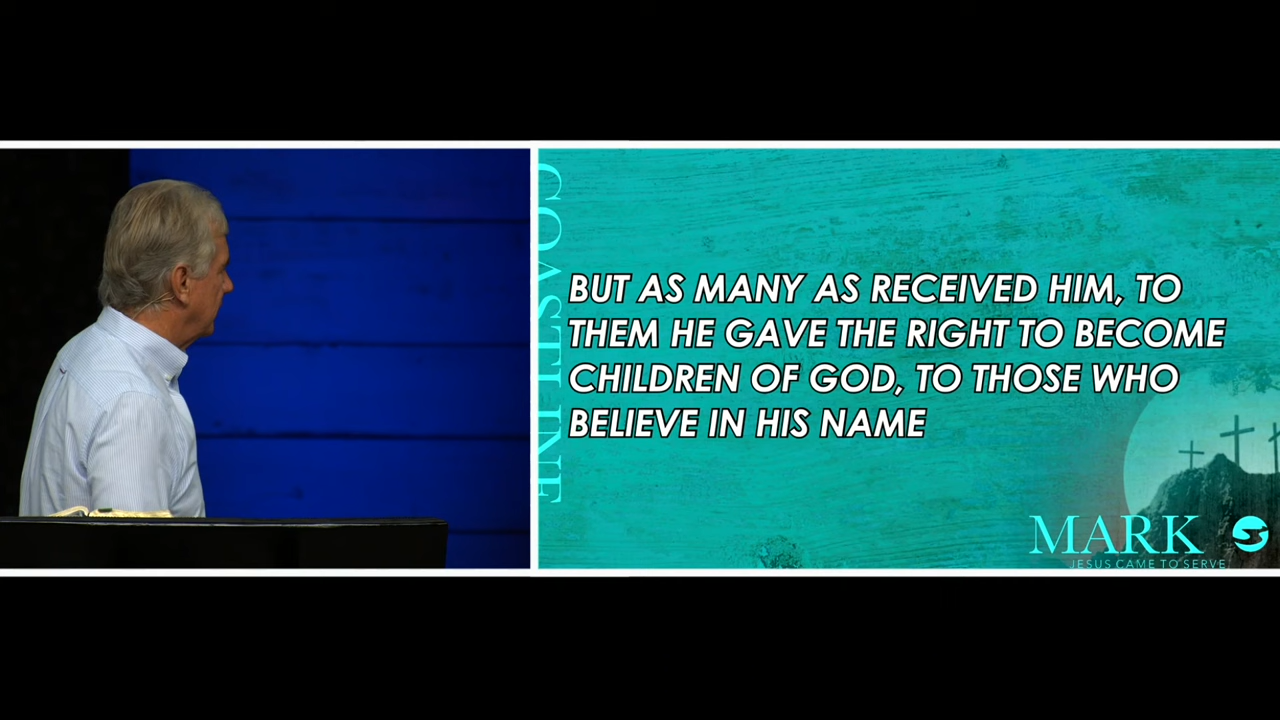 COASTLINE
BUT AS MANY AS RECEIVED HIM, TO
THEM HE GAVE THE RIGHT TO BECOME
CHILDREN OF GOD, TO THOSE WHO
BELIEVE IN HIS NAME
MARK
JESUS CAME TO SERVE